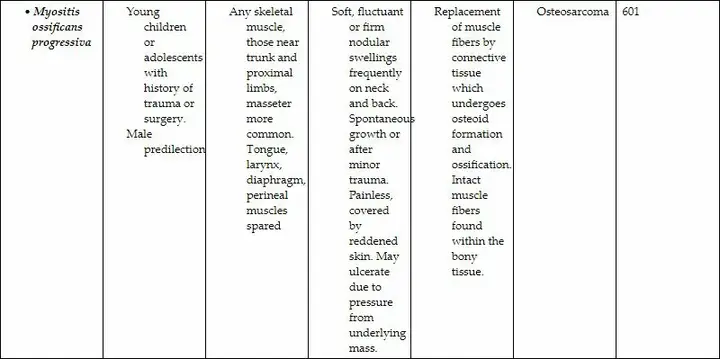 • Myositis
ossificans
progressiva
Young
children
or
adolescents
with
history of
trauma or
surgery.
Male
predilection
Any skeletal
muscle,
those near
trunk and
proximal
limbs,
masseter
more
common.
Tongue,
larynx,
diaphragm,
perineal
muscles
spared
Soft, fluctuant
or firm
nodular
swellings
frequently
on neck
and back.
Spontaneous
growth or
after
minor
trauma.
Painless,
covered
by
reddened
skin. May
ulcerate
due to
pressure
from
underlying
mass.
Replacement
of muscle
fibers by
connective
tissue
which
undergoes
osteoid
formation
and
ossification.
Intact
muscle
fibers
found
within the
bony
tissue.
Osteosarcoma
601